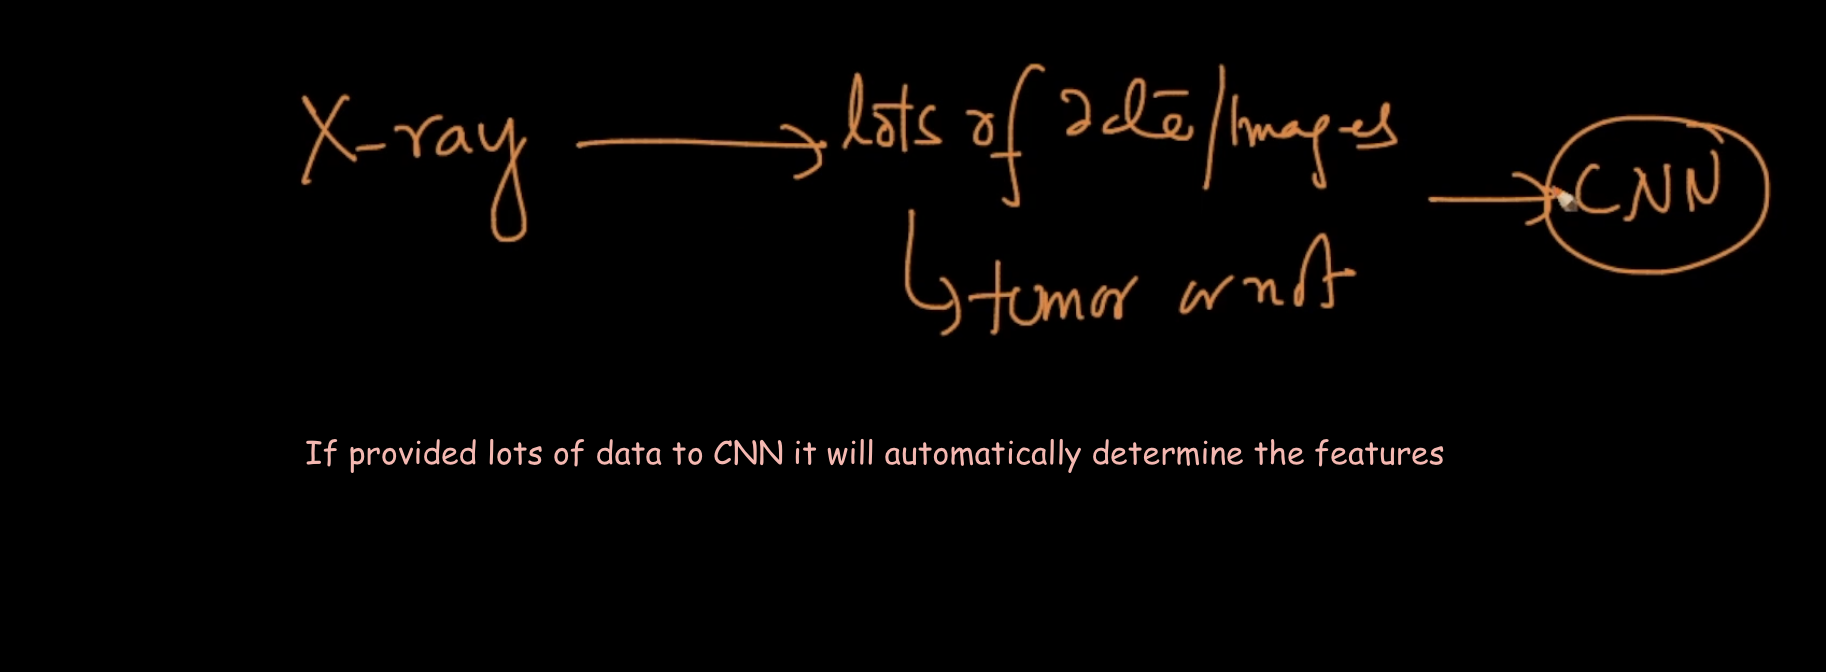 X-ray → lots of data/Images → CNN
↳ tumor or not
If provided lots of data to CNN it will automatically determine the features